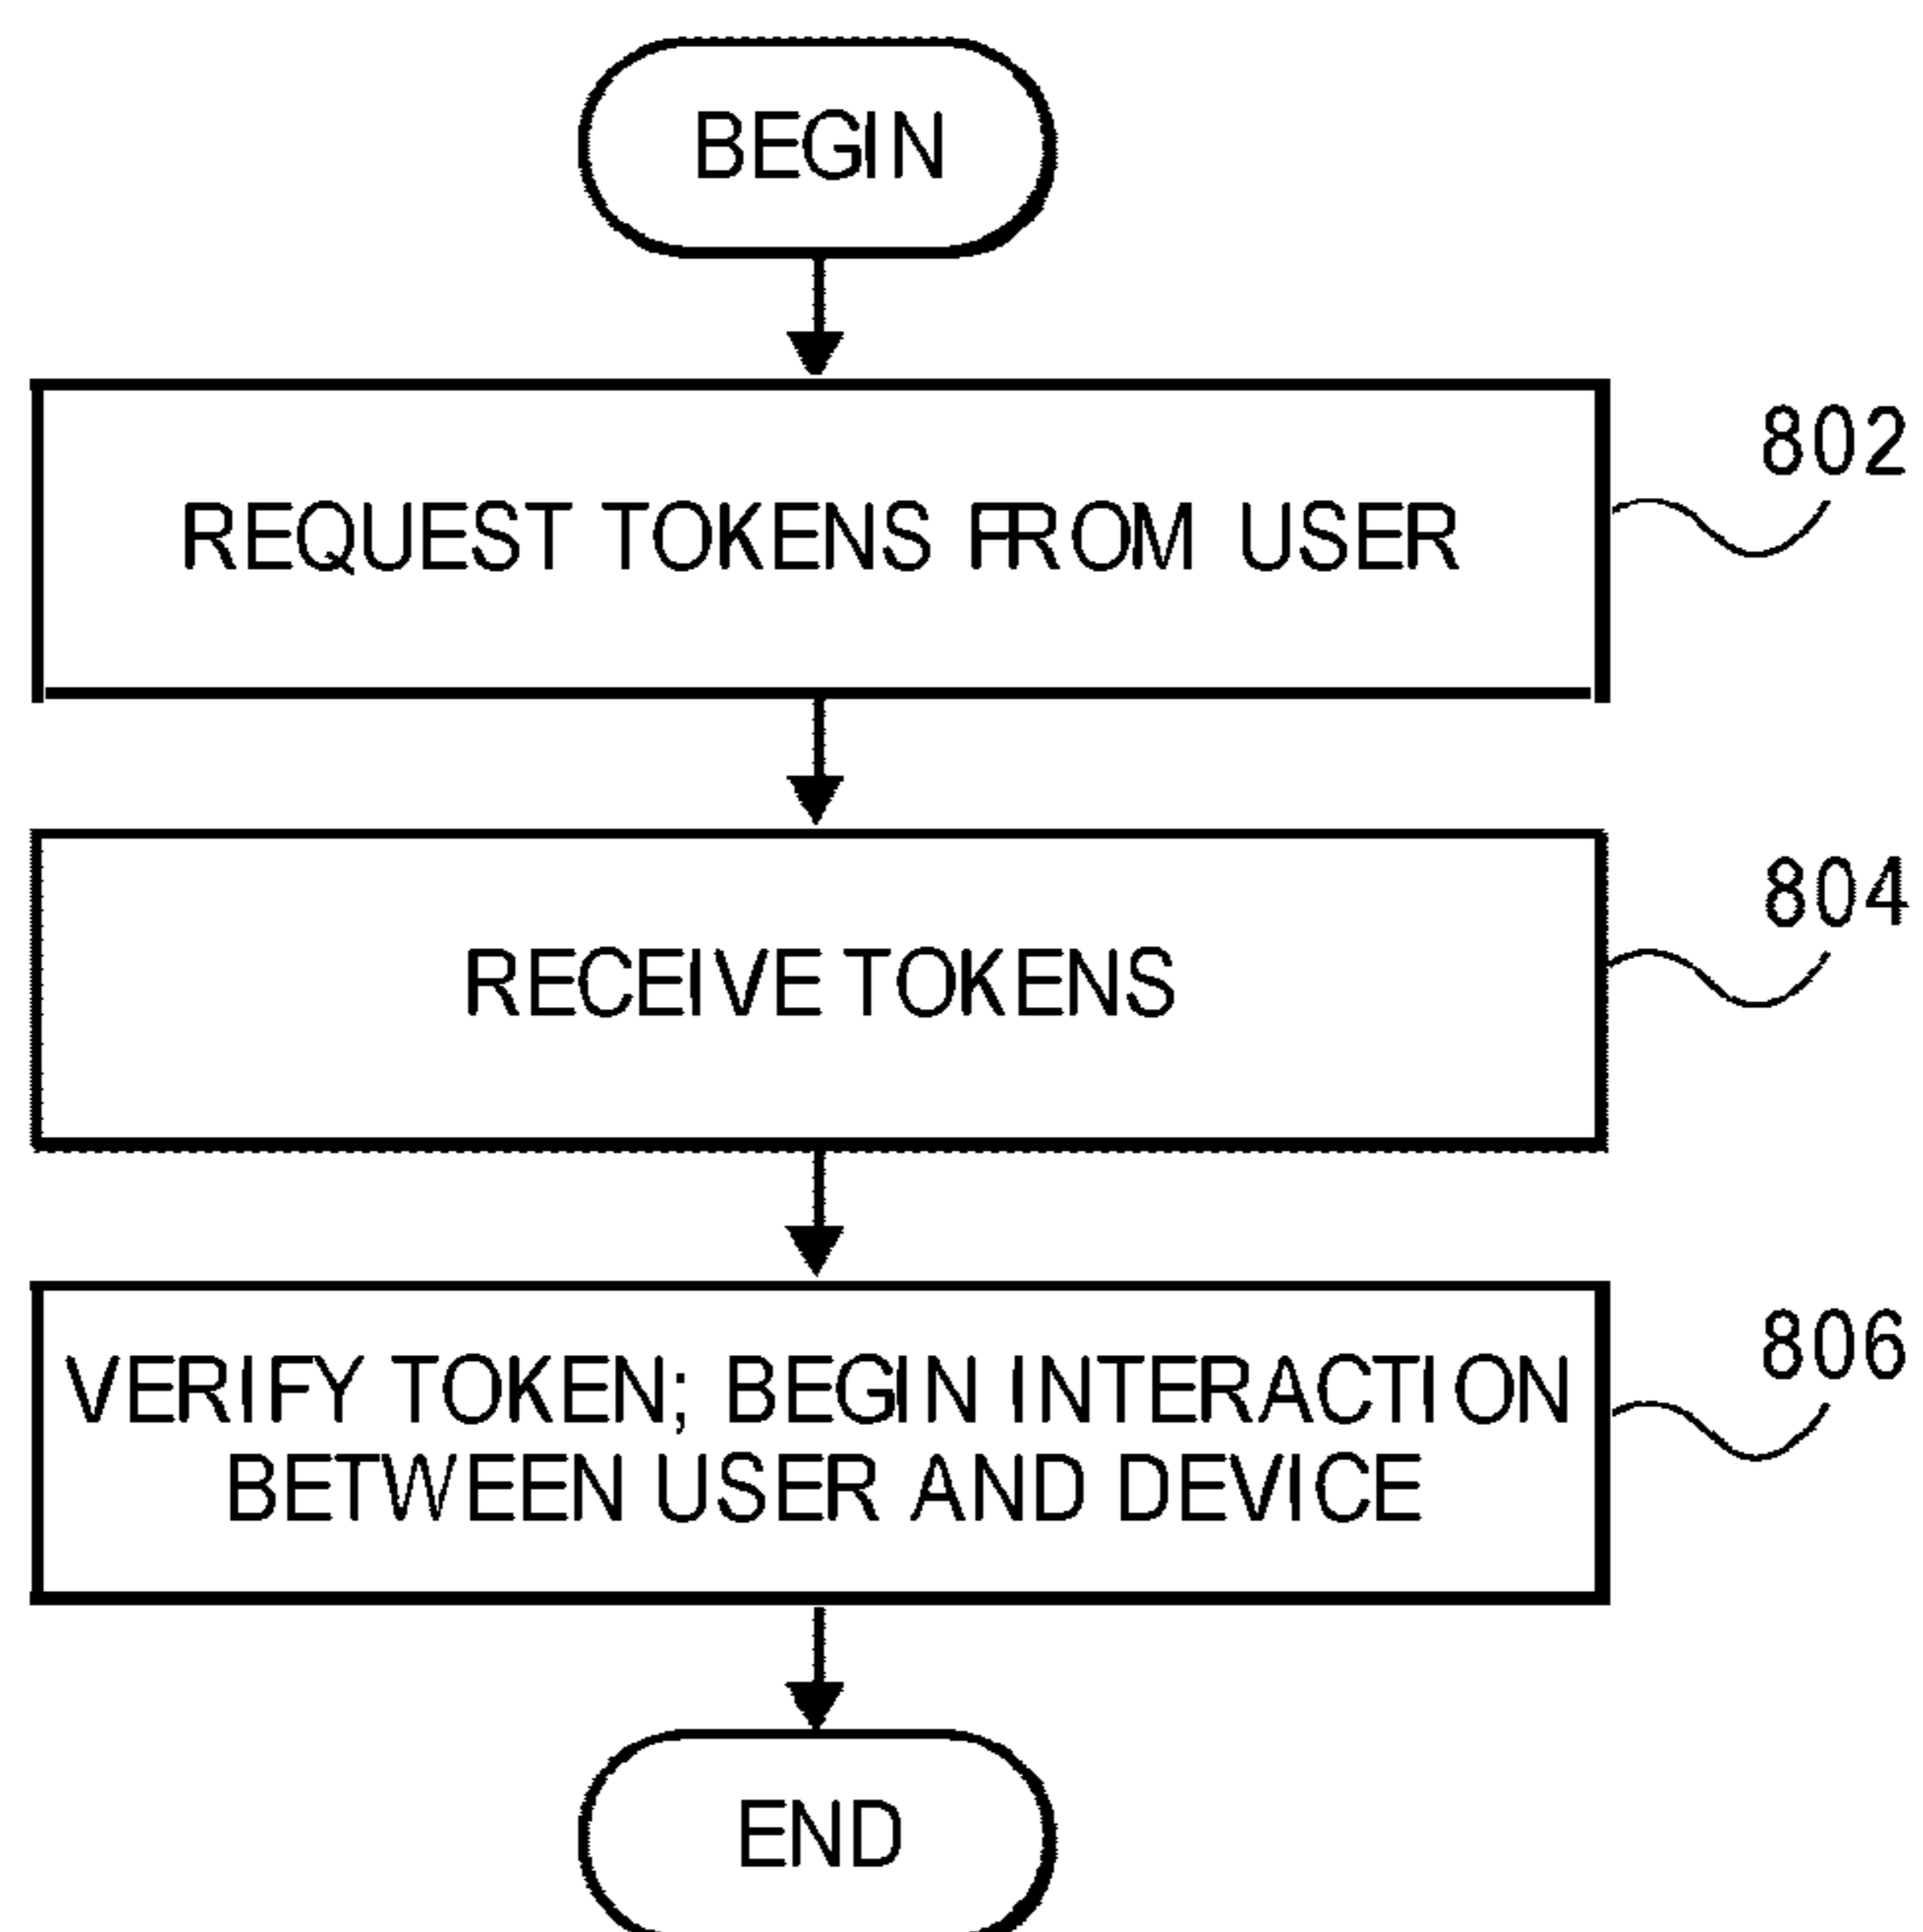 BEGIN
802
REQUEST TOKENS FROM USER
804
RECEIVE TOKENS
806
VERIFY TOKEN; BEGIN INTERACTION
BETWEEN USER AND DEVICE
END